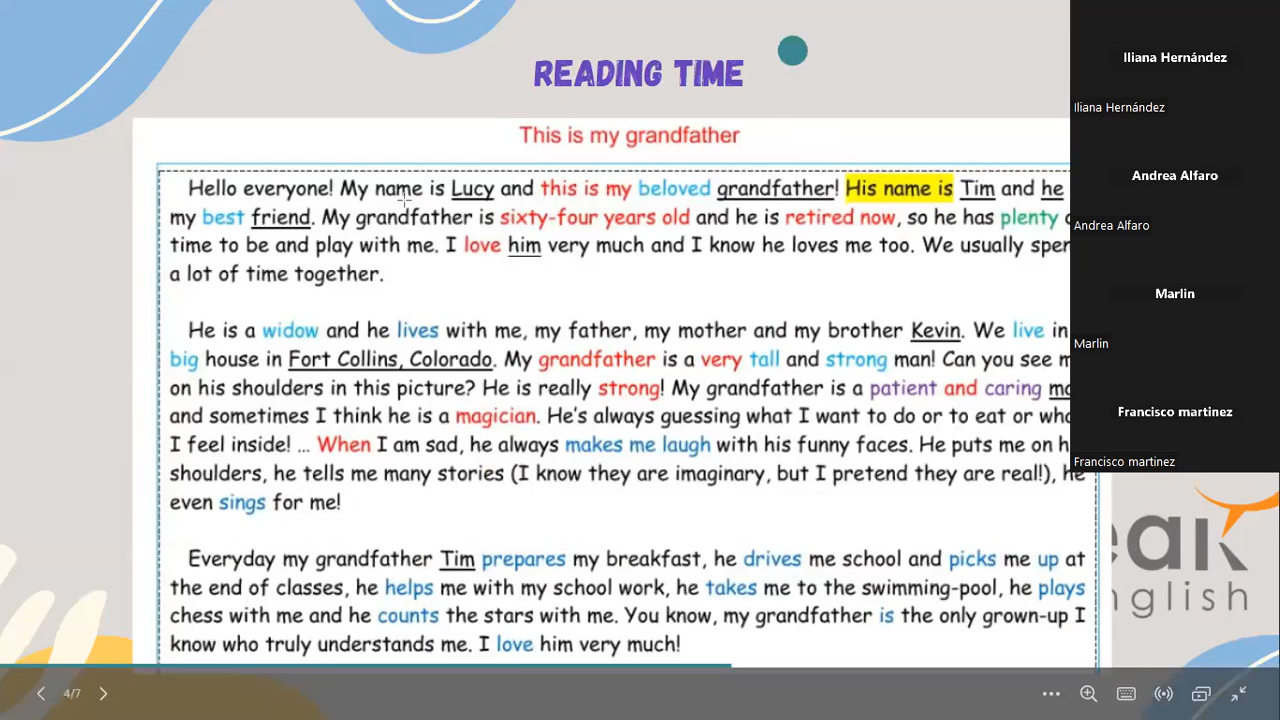 READING TIME
This is my grandfather
Hello everyone! My name is Lucy and this is my beloved grandfather! His name is Tim and he
my best friend. My grandfather is sixty-four years old and he is retired now, so he has plenty
time to be and play with me. I love him very much and I know he loves me too. We usually
a lot of time together.
He is a widow and he lives with me, my father, my mother and my brother Kevin. We live in
big house in Fort Collins, Colorado. My grandfather is a very tall and strong man! Can you see
on his shoulders in this picture? He is really strong! My grandfather is a patient and caring
and sometimes I think he is a magician. He's always guessing what I want to do or to eat or
I feel inside! ... When I am sad, he always makes me laugh with his funny faces. He puts me on
shoulders, he tells me many stories (I know they are imaginary, but I pretend they are real!), he
even sings for me!
Everyday my grandfather Tim prepares my breakfast, he drives me school and picks me up at
the end of classes, he helps me with my school work, he takes me to the swimming-pool, he plays
chess with me and he counts the stars with me. You know, my grandfather is the only grown-up I
know who truly understands me. I love him very much!
Iliana Hernández
Iliana Hernández
Andrea Alfaro
Andrea Alfaro
Marlin
Marlin
Francisco martinez
Francisco martinez
4/7